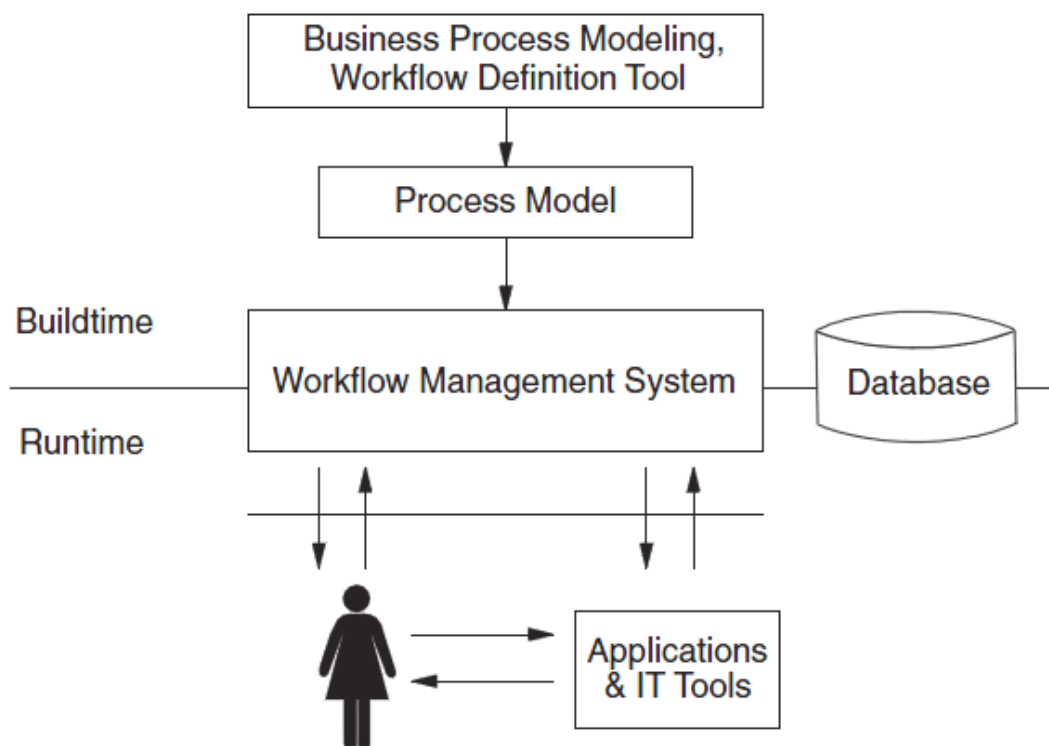 Business Process Modeling,
Workflow Definition Tool
Process Model
Buildtime
Workflow Management System
Database
Runtime
Applications
& IT Tools